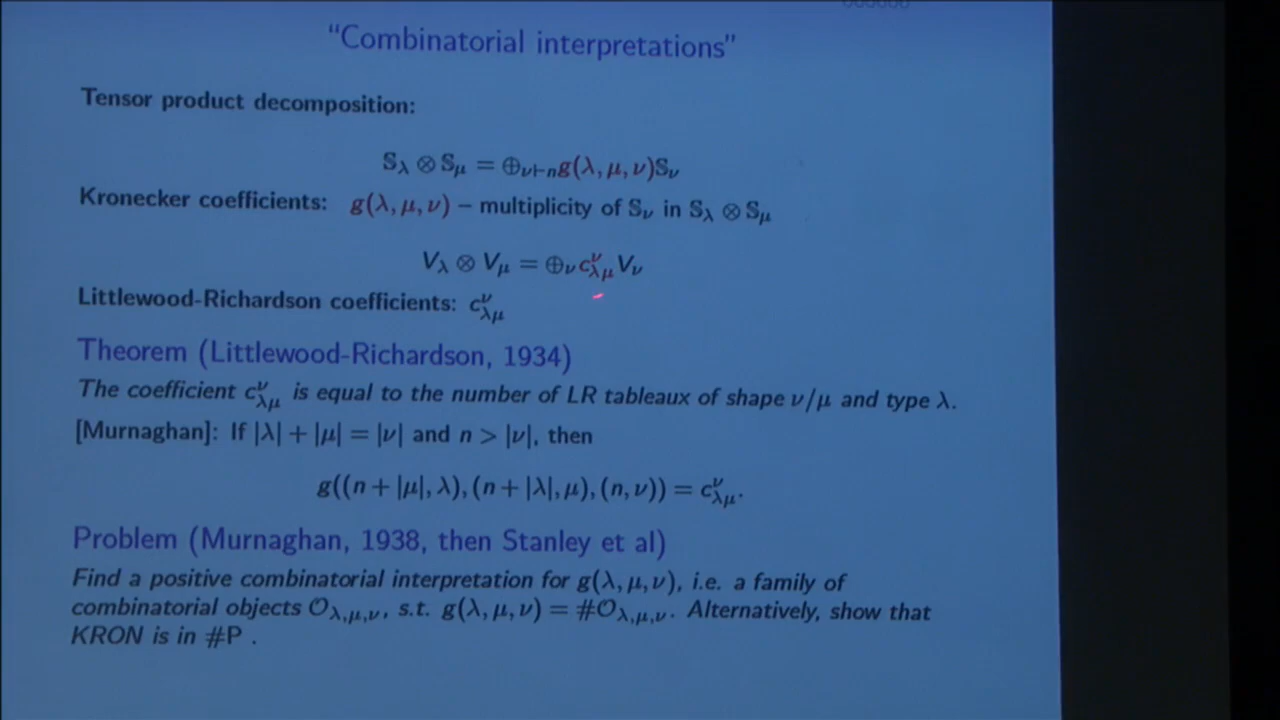 “Combinatorial interpretations”
Tensor product decomposition:
𝕊_λ ⊗ 𝕊_μ = ⊕_{ν⊢n} g(λ, μ, ν)𝕊_ν
Kronecker coefficients: g(λ, μ, ν) – multiplicity of 𝕊_ν in 𝕊_λ ⊗ 𝕊_μ
V_λ ⊗ V_μ = ⊕_ν c^ν_{λμ} V_ν
Littlewood-Richardson coefficients: c^ν_{λμ}
Theorem (Littlewood-Richardson, 1934)
The coefficient c^ν_{λμ} is equal to the number of LR tableaux of shape ν/μ and type λ.
[Murnaghan]: If |λ| + |μ| = |ν| and n > |ν|, then
g((n + |μ|, λ), (n + |λ|, μ), (n, ν)) = c^ν_{λμ}.
Problem (Murnaghan, 1938, then Stanley et al)
Find a positive combinatorial interpretation for g(λ, μ, ν), i.e. a family of
combinatorial objects O_{λ,μ,ν}, s.t. g(λ, μ, ν) = #O_{λ,μ,ν}. Alternatively, show that
KRON is in #P .